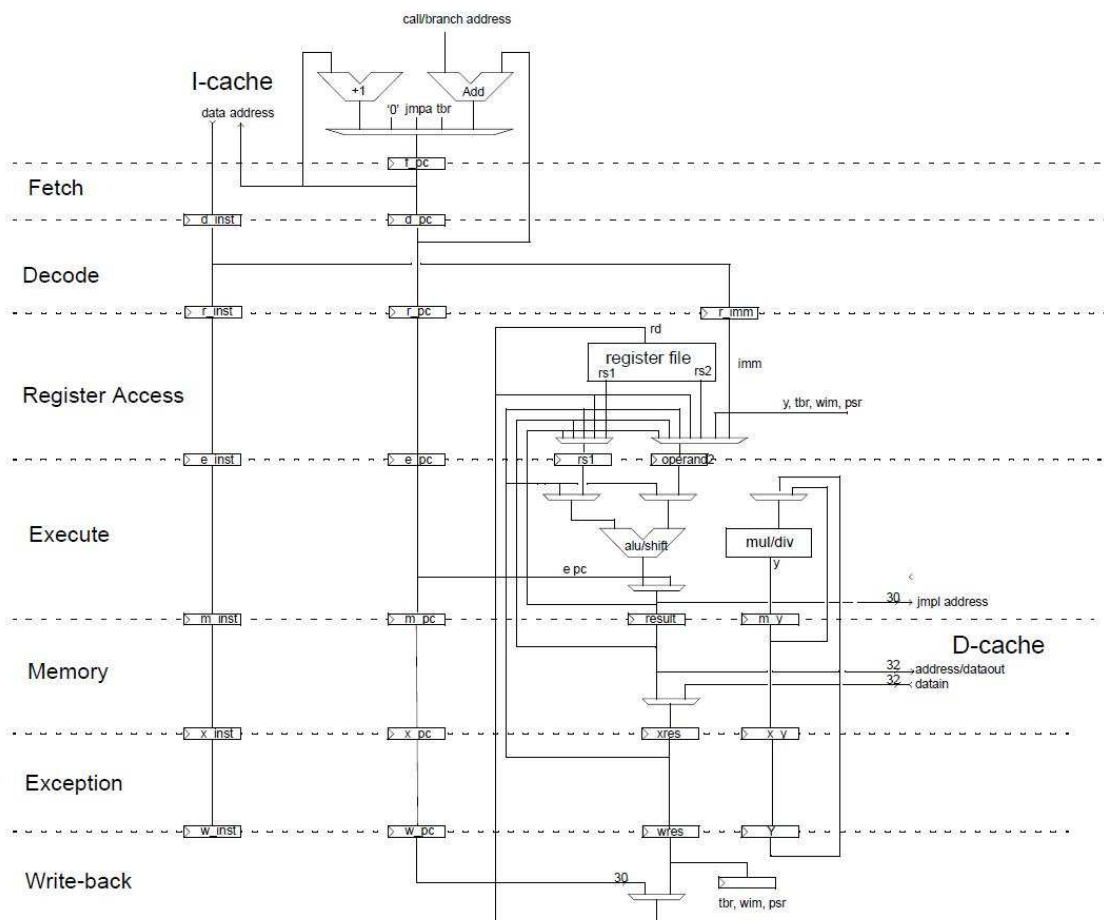 call/branch address
I-cache
+1
Add
data address
'0' jmpa tbr
f_pc
Fetch
d_inst
d_pc
Decode
r_inst
r_pc
r_imm
rd
register file
rs1
rs2
imm
Register Access
y, tbr, wim, psr
e_inst
e_pc
rs1
operand2
Execute
alu/shift
mul/div
y
e pc
30
jmpl address
m_inst
m_pc
result
m_y
D-cache
Memory
32
address/dataout
32
datain
x_inst
x_pc
xres
x_y
Exception
w_inst
w_pc
wres
Y
Write-back
30
tbr, wim, psr